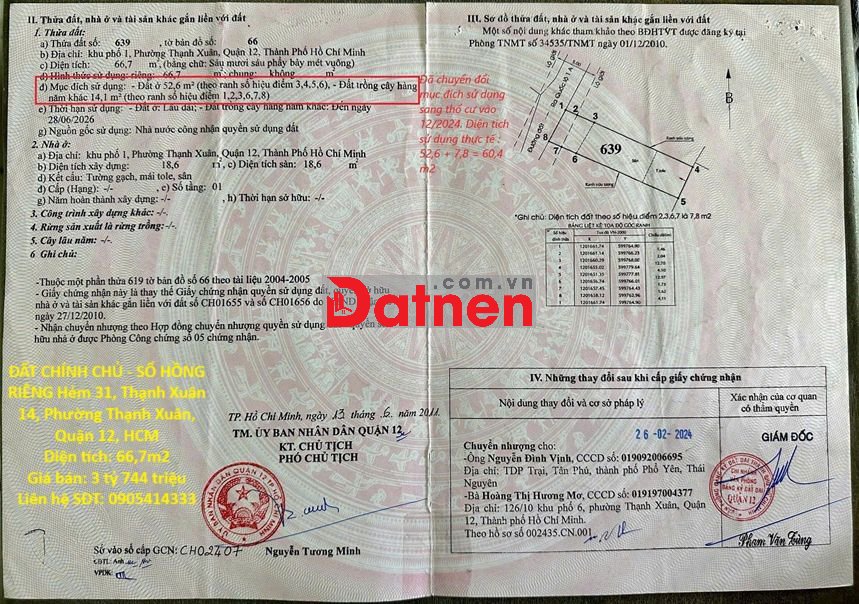 II. Thửa đất, nhà ở và tài sản khác gắn liền với đất
1. Thửa đất:
a) Thửa đất số: 639, tờ bản đồ số: 66
b) Địa chỉ: khu phố 1, Phường Thạnh Xuân, Quận 12, Thành Phố Hồ Chí Minh
c) Diện tích: 66,7 m², (bằng chữ: Sáu mươi sáu phẩy bảy mét vuông)
d) Hình thức sử dụng: riêng: 66,7 m²; chung: không m²
đ) Mục đích sử dụng: - Đất ở 52,6 m² (theo ranh số hiệu điểm 3,4,5,6), - Đất trồng cây hàng
năm khác 14,1 m² (theo ranh số hiệu điểm 1,2,3,6,7,8)
e) Thời hạn sử dụng: - Đất ở: Lâu dài; - Đất trồng cây hàng năm khác: Đến ngày
28/06/2026
g) Nguồn gốc sử dụng: Nhà nước công nhận quyền sử dụng đất
2. Nhà ở:
a) Địa chỉ: khu phố 1, Phường Thạnh Xuân, Quận 12, Thành Phố Hồ Chí Minh
b) Diện tích xây dựng: 18,6 m², c) Diện tích sàn: 18,6 m²
d) Kết cấu: Tường gạch, mái tole, sân
đ) Cấp (Hạng): -/- , e) Số tầng: 01
g) Năm hoàn thành xây dựng: -/-, h) Thời hạn sở hữu: -/-
3. Công trình xây dựng khác: -/-
4. Rừng sản xuất là rừng trồng: -/-
5. Cây lâu năm: -/-
6 Ghi chú:
-Thuộc một phần thửa 619 tờ bản đồ số 66 theo tài liệu 2004-2005
- Giấy chứng nhận này là thay thế Giấy chứng nhận quyền sử dụng đất, quyền sở hữu
nhà ở và tài sản khác gắn liền với đất số CH01655 và số CH01656 do
27/12/2010.
- Nhận chuyển nhượng theo Hợp đồng chuyển nhượng quyền sử dụng
hữu nhà ở được Phòng Công chứng số 05 chứng nhận.
TP. Hồ Chí Minh, ngày 13 tháng 6 năm 2011
TM. ỦY BAN NHÂN DÂN QUẬN 12
KT. CHỦ TỊCH
PHÓ CHỦ TỊCH
Nguyễn Tương Minh
Số vào sổ cấp GCN: CH02407
VPDK:
ĐẤT CHÍNH CHỦ - SỔ HỒNG
RIÊNG Hẻm 31, Thạnh Xuân
14, Phường Thạnh Xuân,
Quận 12, HCM
Diện tích: 66,7m2
Giá bán: 3 tỷ 744 triệu
Liên hệ SĐT: 0905414333
.com.vn
Datnen
Đã chuyển đổi
mục đích sử dụng
sang thổ cư vào
12/2024. Diện tích
sử dụng thực tế :
52,6 + 7,8 = 60,4
m2
III. Sơ đồ thửa đất, nhà ở và tài sản khác gắn liền với đất
Một số nội dung khác tham khảo theo BĐHTVT được đăng ký tại
Phòng TNMT số 34535/TNMT ngày 01/12/2010.
B
639
*Ghi chú: Diện tích đất theo số hiệu điểm 2,3,6,7 là 7,8 m2
BẢNG LIỆT KÊ TỌA ĐỘ GÓC RANH
IV. Những thay đổi sau khi cấp giấy chứng nhận
Nội dung thay đổi và cơ sở pháp lý
Xác nhận của cơ quan
có thẩm quyền
26-02-2024
Chuyển nhượng cho:
-Ông Nguyễn Đình Vịnh, CCCD số: 019092006695
Địa chỉ: TDP Trại, Tân Phú, thành phố Phổ Yên, Thái
Nguyên
-Bà Hoàng Thị Hương Mơ, CCCD số: 019197004377
Địa chỉ: 126/10 khu phố 6, phường Thạnh Xuân, Quận
12, Thành phố Hồ Chí Minh.
Theo hồ sơ số 002435.CN.001
GIÁM ĐỐC
CHI NHÁNH
VĂN PHÒNG
ĐĂNG KÝ ĐẤT ĐAI
QUẬN 12
Phạm Văn Dũng